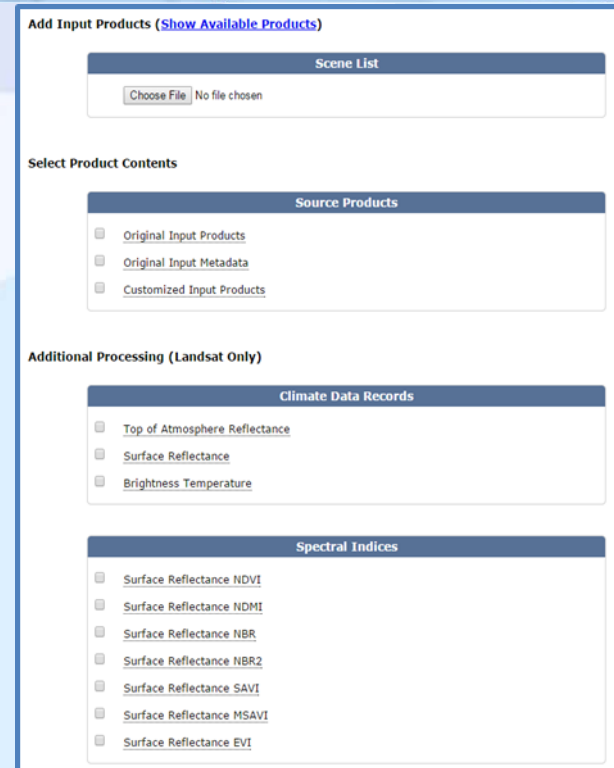 Add Input Products (Show Available Products)
Scene List
Choose File No file chosen
Select Product Contents
Source Products
Original Input Products
Original Input Metadata
Customized Input Products
Additional Processing (Landsat Only)
Climate Data Records
Top of Atmosphere Reflectance
Surface Reflectance
Brightness Temperature
Spectral Indices
Surface Reflectance NDVI
Surface Reflectance NDMI
Surface Reflectance NBR
Surface Reflectance NBR2
Surface Reflectance SAVI
Surface Reflectance MSAVI
Surface Reflectance EVI